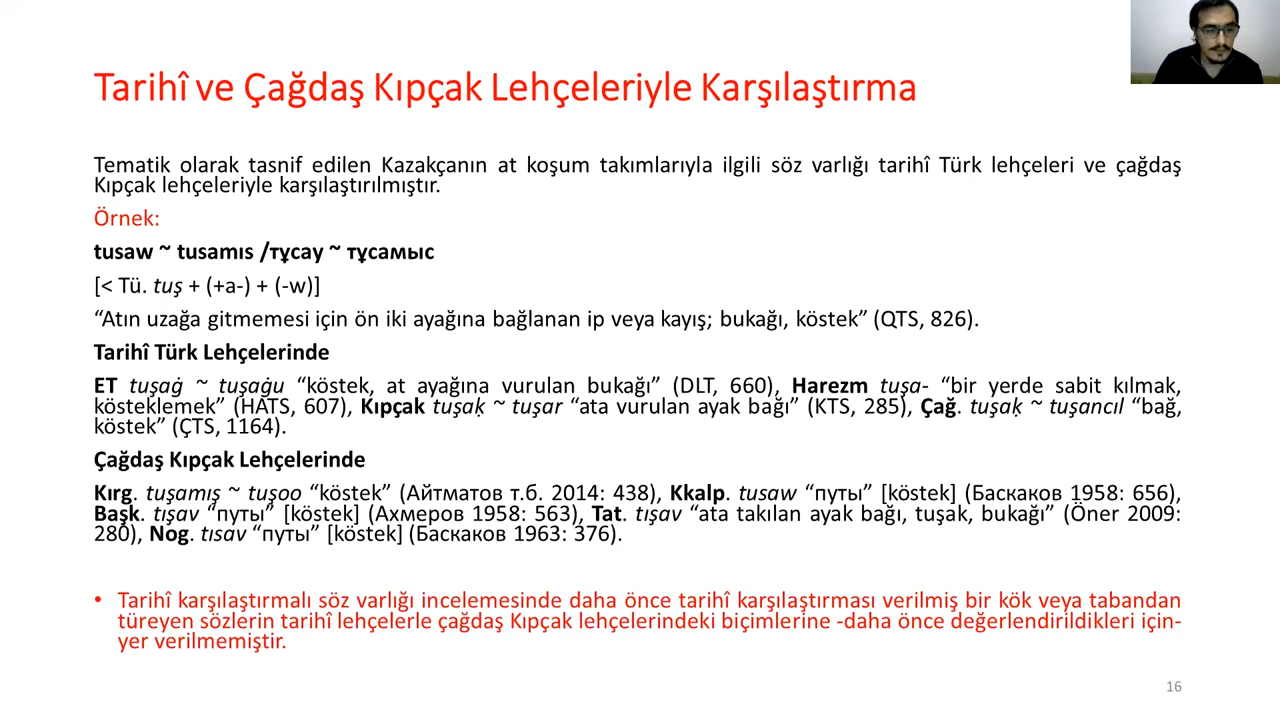 Tarihî ve Çağdaş Kıpçak Lehçeleriyle Karşılaştırma
Tematik olarak tasnif edilen Kazakçanın at koşum takımlarıyla ilgili söz varlığı tarihî Türk lehçeleri ve çağdaş
Kıpçak lehçeleriyle karşılaştırılmıştır.
Örnek:
tusaw ~ tusamıs /тұсау ~ тұсамыс
[< Tü. tuş + (+a-) + (-w)]
“Atın uzağa gitmemesi için ön iki ayağına bağlanan ip veya kayış; bukağı, köstek” (QTS, 826).
Tarihî Türk Lehçelerinde
ET tuşaġ ~ tuşaġu “köstek, at ayağına vurulan bukağı” (DLT, 660), Harezm tuşa- “bir yerde sabit kılmak,
kösteklemek” (HATS, 607), Kıpçak tuşaḳ ~ tuşar “ata vurulan ayak bağı” (KTS, 285), Çağ. tuşaḳ ~ tuşancıl “bağ,
köstek” (ÇTS, 1164).
Çağdaş Kıpçak Lehçelerinde
Kırg. tuşamış ~ tuşoo “köstek” (Айтматов т.б. 2014: 438), Kkalp. tusaw “путы” [köstek] (Баскаков 1958: 656),
Başk. tışav “путы” [köstek] (Ахмеров 1958: 563), Tat. tışav “ata takılan ayak bağı, tuşak, bukağı” (Öner 2009:
280), Nog. tısav “путы” [köstek] (Баскаков 1963: 376).
• Tarihî karşılaştırmalı söz varlığı incelemesinde daha önce tarihî karşılaştırması verilmiş bir kök veya tabandan
türeyen sözlerin tarihî lehçelerle çağdaş Kıpçak lehçelerindeki biçimlerine -daha önce değerlendirildikleri için-
yer verilmemiştir.
16